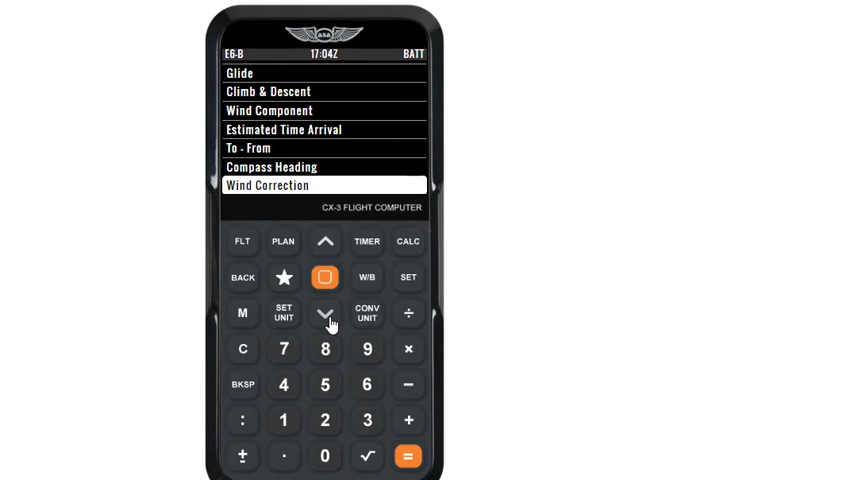 asa
E6-B 17:04Z BATT
Glide
Climb & Descent
Wind Component
Estimated Time Arrival
To - From
Compass Heading
Wind Correction
CX-3 FLIGHT COMPUTER
FLT PLAN TIMER CALC
BACK W/B SET
M SET UNIT CONV UNIT ÷
C 7 8 9 ×
BKSP 4 5 6 −
: 1 2 3 +
± . 0 √ =